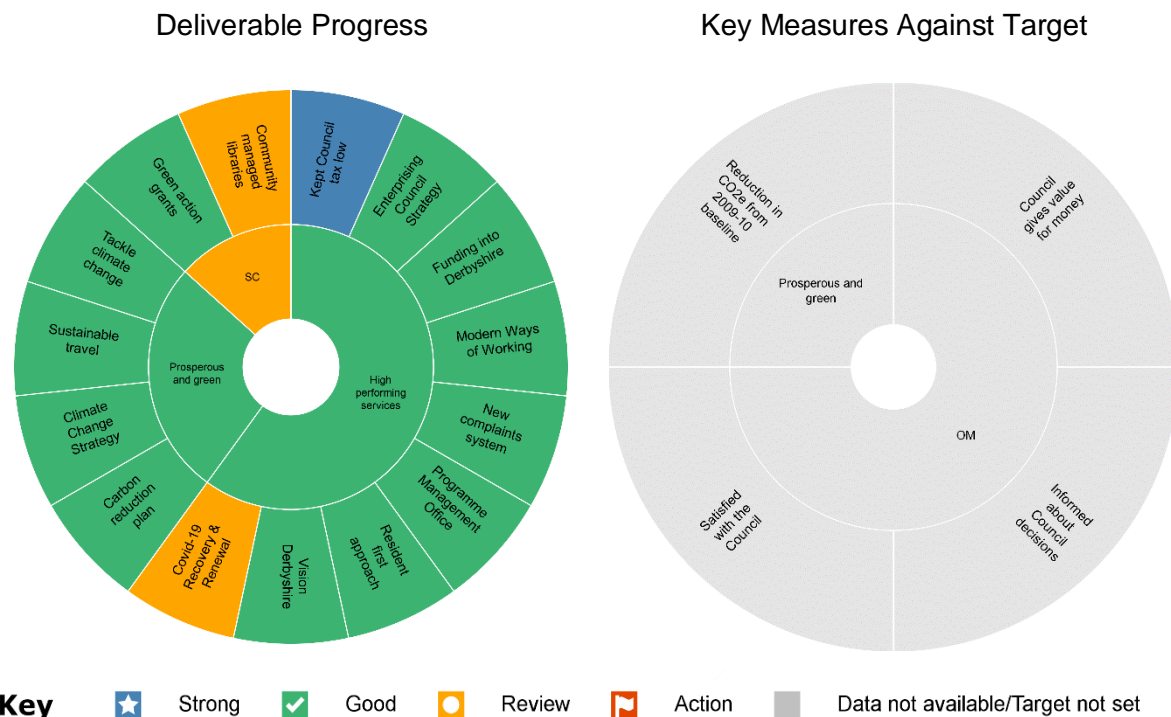 Deliverable Progress
Key Measures Against Target
Kept Council
tax low
Enterprising
Council
Strategy
Funding into
Derbyshire
Modern Ways
of Working
New
complaints
system
Programme
Management
Office
Resident
first
approach
Vision
Derbyshire
Covid-19
Recovery &
Renewal
Carbon
reduction
plan
Climate
Change
Strategy
Sustainable
travel
Tackle
climate
change
Green action
grants
Community
managed
libraries
SC
High
performing
services
Prosperous
and green
Reduction in
CO2e from
2009-10
baseline
Council
gives value
for money
Informed
about
Council
decisions
Satisfied
with the
Council
Prosperous and
green
OM
Key
Strong
Good
Review
Action
Data not available/Target not set